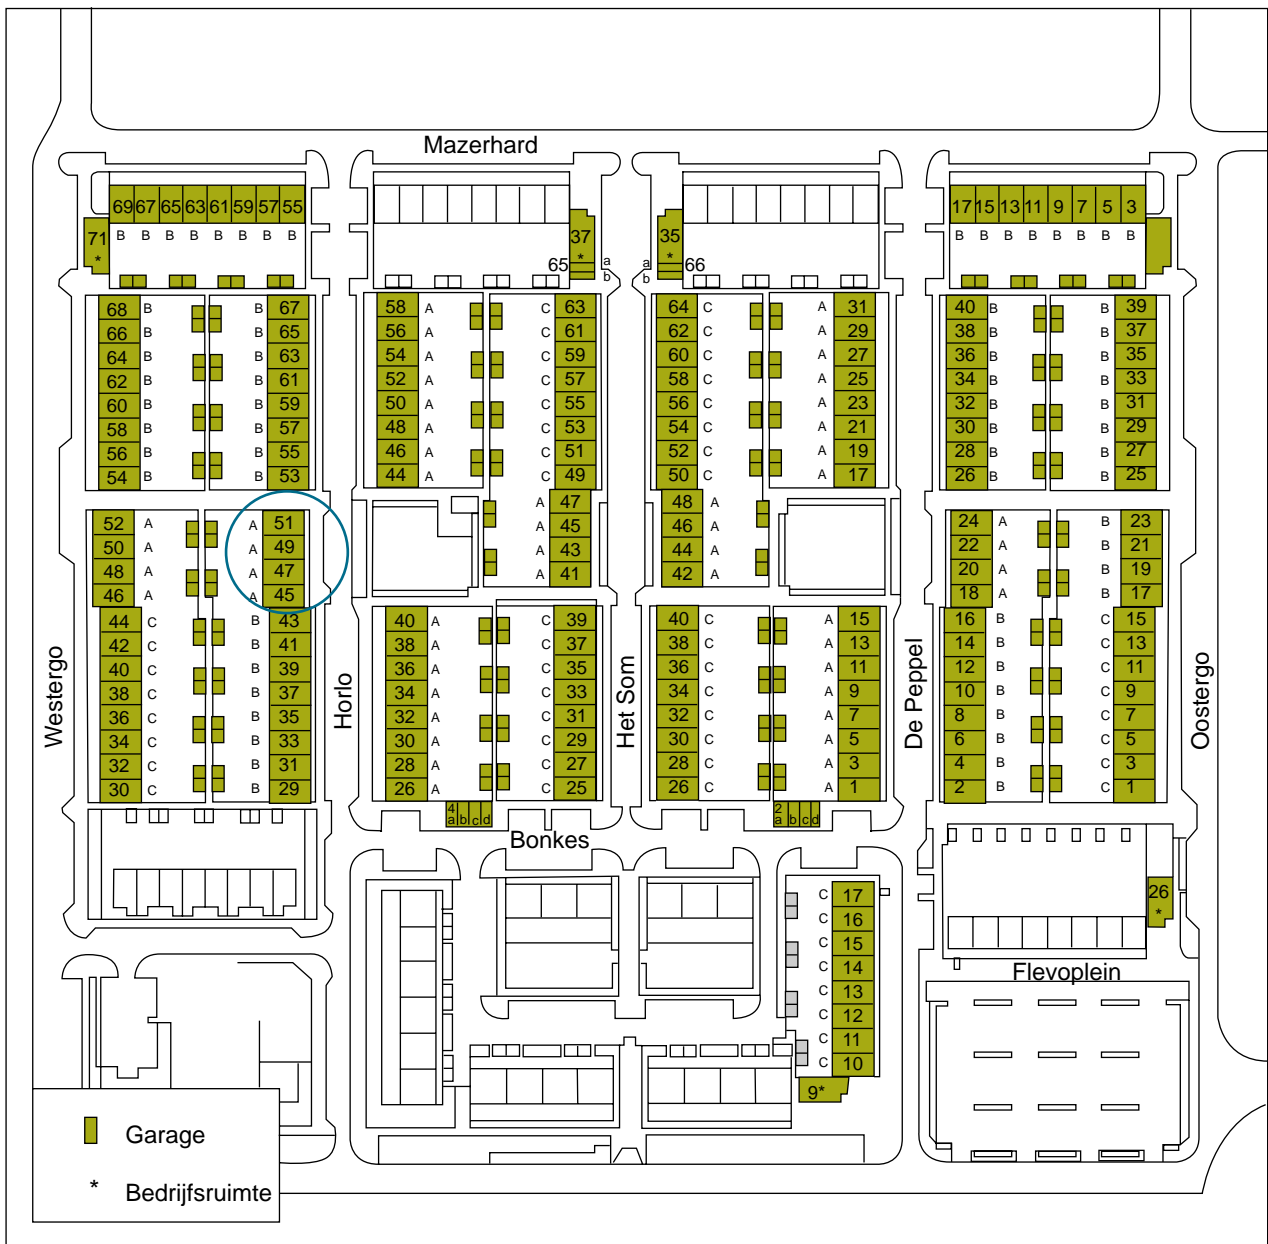 Mazerhard
69 67 65 63 61 59 57 55
B B B B B B B B
71
*
37
*
65
a
b
35
*
66
a
b
17 15 13 11 9 7 5 3
B B B B B B B B
68 B B 67
66 B B 65
64 B B 63
62 B B 61
60 B B 59
58 B B 57
56 B B 55
54 B B 53
58 A C 63
56 A C 61
54 A C 59
52 A C 57
50 A C 55
48 A C 53
46 A C 51
44 A C 49
A 47
A 45
A 43
A 41
64 C A 31
62 C A 29
60 C A 27
58 C A 25
56 C A 23
54 C A 21
52 C A 19
50 C A 17
48 A
46 A
44 A
42 A
40 B B 39
38 B B 37
36 B B 35
34 B B 33
32 B B 31
30 B B 29
28 B B 27
26 B B 25
52 A A 51
50 A A 49
48 A A 47
46 A A 45
44 C B 43
42 C B 41
40 C B 39
38 C B 37
36 C B 35
34 C B 33
32 C B 31
30 C B 29
40 A C 39
38 A C 37
36 A C 35
34 A C 33
32 A C 31
30 A C 29
28 A C 27
26 A C 25
40 C A 15
38 C A 13
36 C A 11
34 C A 9
32 C A 7
30 C A 5
28 C A 3
26 C A 1
24 A B 23
22 A B 21
20 A B 19
18 A B 17
16 B C 15
14 B C 13
12 B C 11
10 B C 9
8 B C 7
6 B C 5
4 B C 3
2 B C 1
Westergo
Horlo
Het Som
De Peppel
Oostergo
4
a b c d
2
a b c d
Bonkes
C 17
C 16
C 15
C 14
C 13
C 12
C 11
C 10
9*
26
*
Flevoplein
Garage
* Bedrijfsruimte